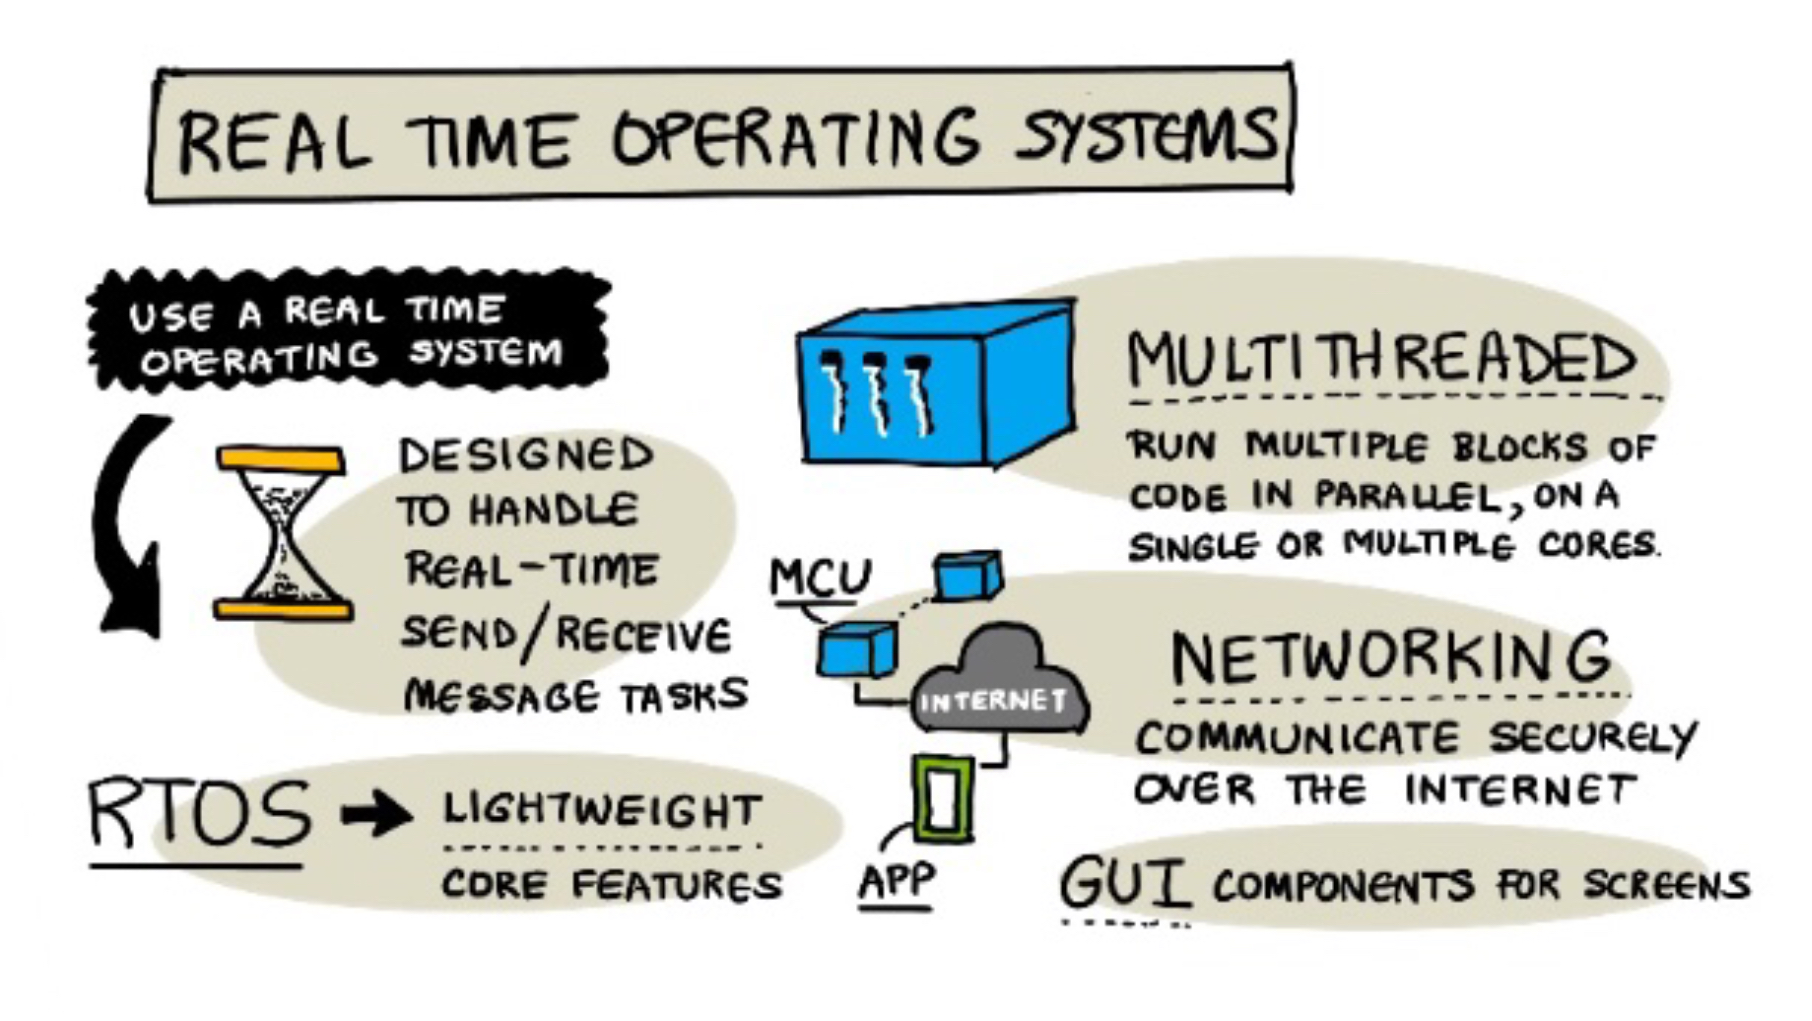 REAL TIME OPERATING SYSTEMS
USE A REAL TIME
OPERATING SYSTEM
DESIGNED
TO HANDLE
REAL-TIME
SEND/RECEIVE
MESSAGE TASKS
RTOS
LIGHTWEIGHT
CORE FEATURES
MULTITHREADED
RUN MULTIPLE BLOCKS OF
CODE IN PARALLEL, ON A
SINGLE OR MULTIPLE CORES.
MCU
INTERNET
APP
NETWORKING
COMMUNICATE SECURELY
OVER THE INTERNET
GUI COMPONENTS FOR SCREENS